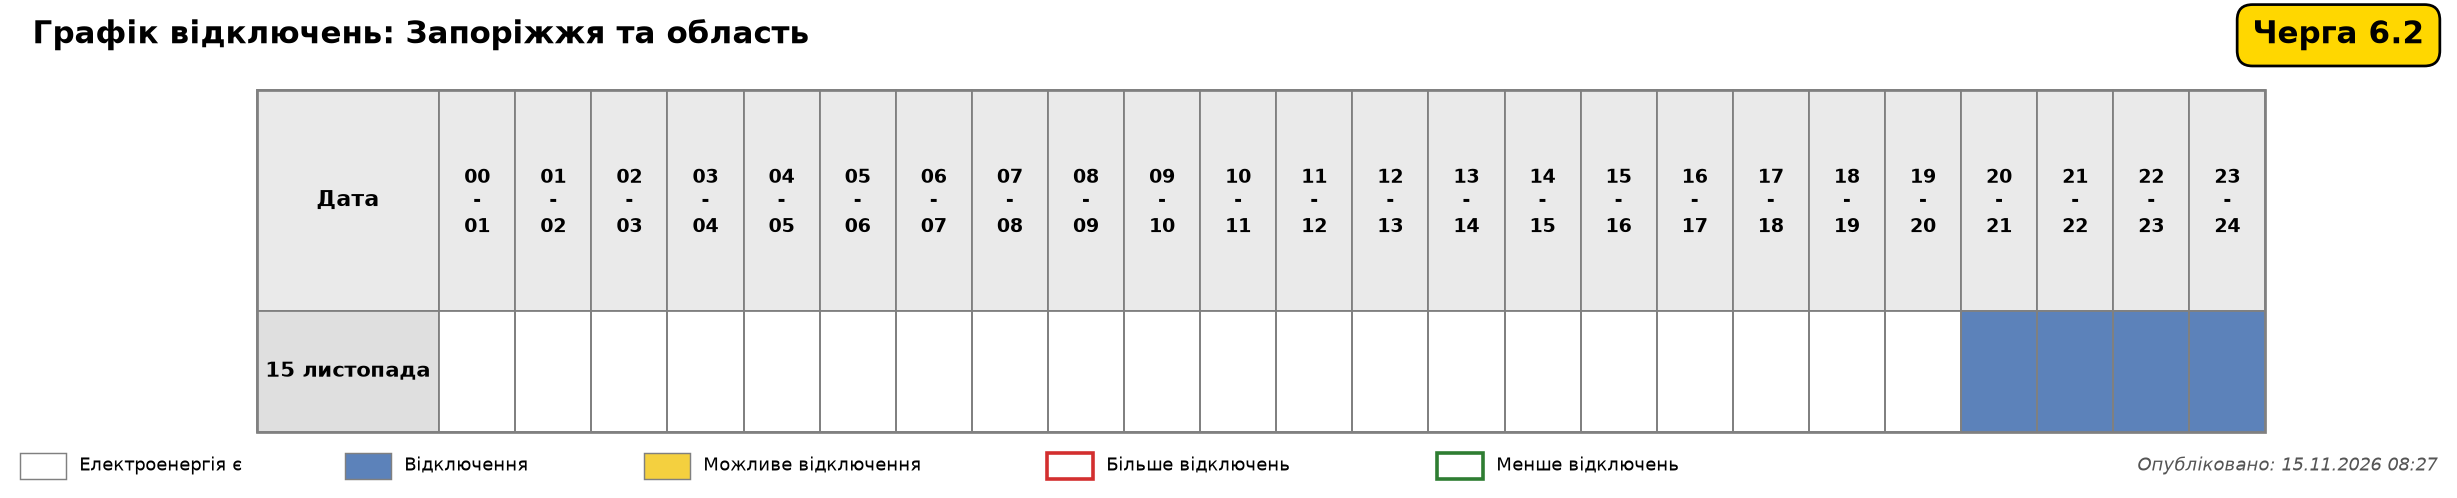 Графік відключень: Запоріжжя та область
Черга 6.2
Дата 00 - 01 01 - 02 02 - 03 03 - 04 04 - 05 05 - 06 06 - 07 07 - 08 08 - 09 09 - 10 10 - 11 11 - 12 12 - 13 13 - 14 14 - 15 15 - 16 16 - 17 17 - 18 18 - 19 19 - 20 20 - 21 21 - 22 22 - 23 23 - 24
15 листопада
Електроенергія є Відключення Можливе відключення Більше відключень Менше відключень
Опубліковано: 15.11.2026 08:27